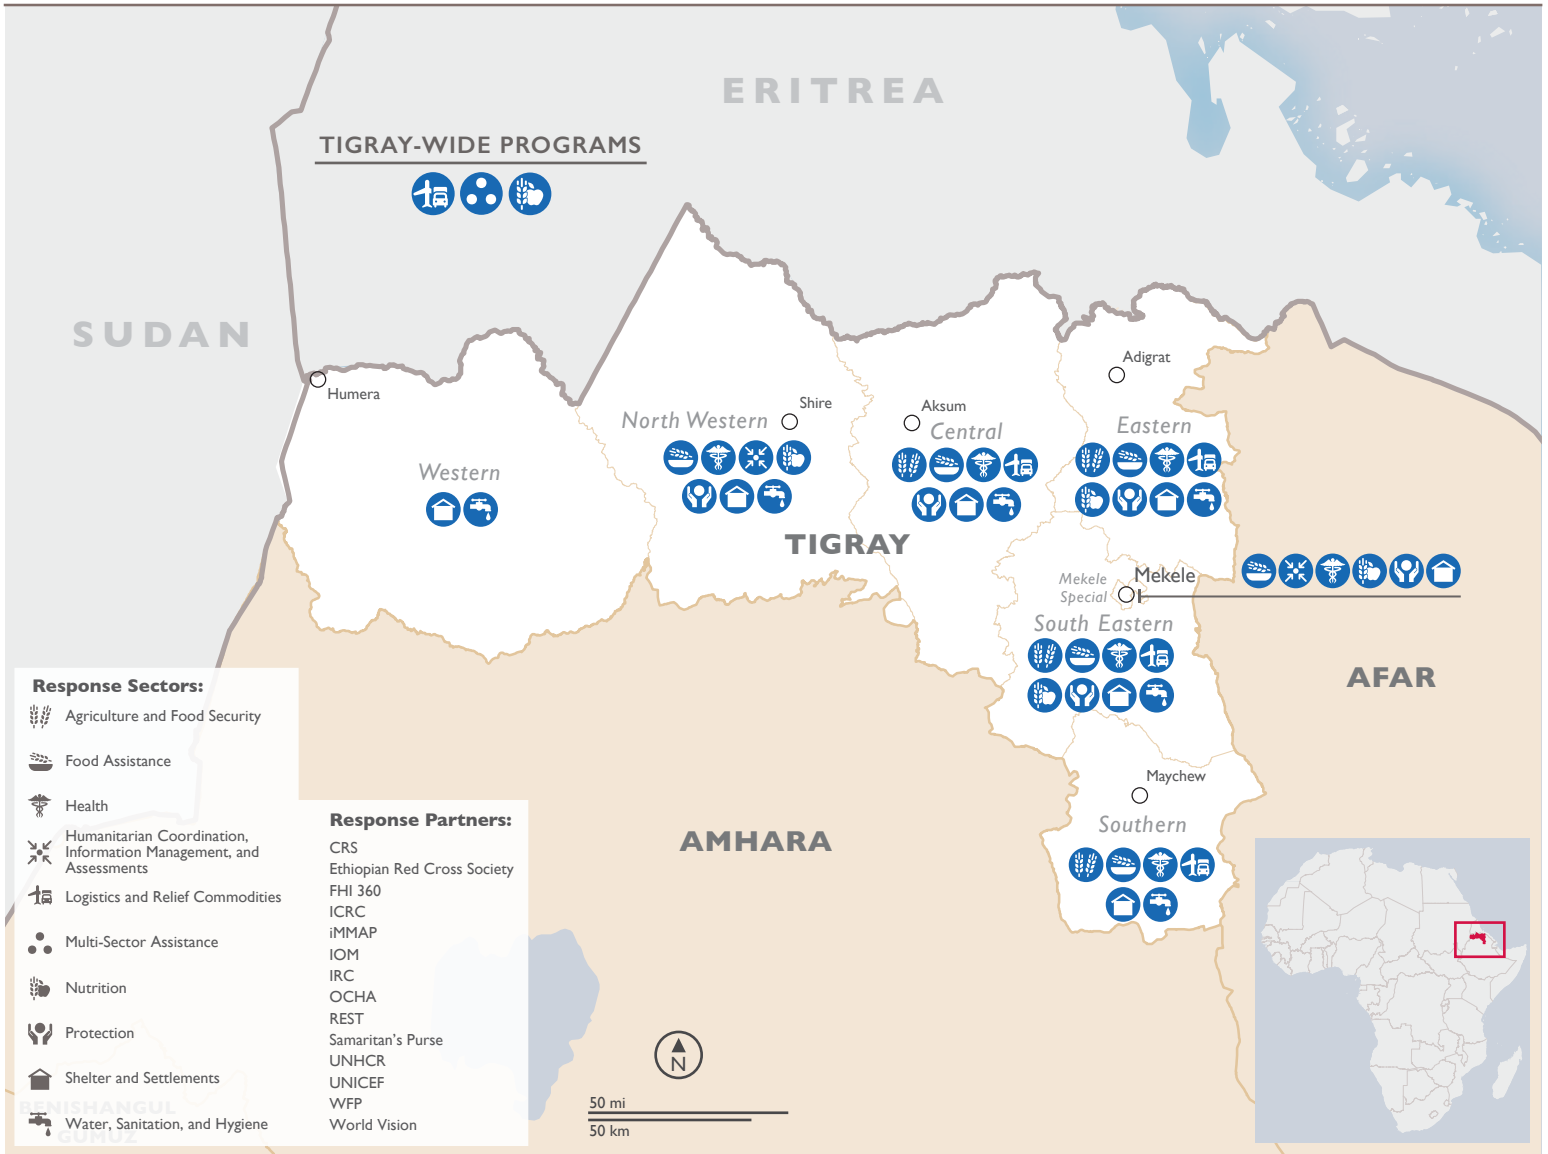 ERITREA
TIGRAY-WIDE PROGRAMS
SUDAN
Adigrat
Humera
Shire
Aksum
North Western
Central
Eastern
Western
TIGRAY
Mekele
Special
Mekele
South Eastern
AFAR
Maychew
Southern
AMHARA
Response Sectors:
Agriculture and Food Security
Food Assistance
Health
Humanitarian Coordination,
Information Management, and
Assessments
Logistics and Relief Commodities
Multi-Sector Assistance
Nutrition
Protection
Shelter and Settlements
Water, Sanitation, and Hygiene
BENISHANGUL
GUMUZ
Response Partners:
CRS
Ethiopian Red Cross Society
FHI 360
ICRC
iMMAP
IOM
IRC
OCHA
REST
Samaritan's Purse
UNHCR
UNICEF
WFP
World Vision
N
50 mi
50 km